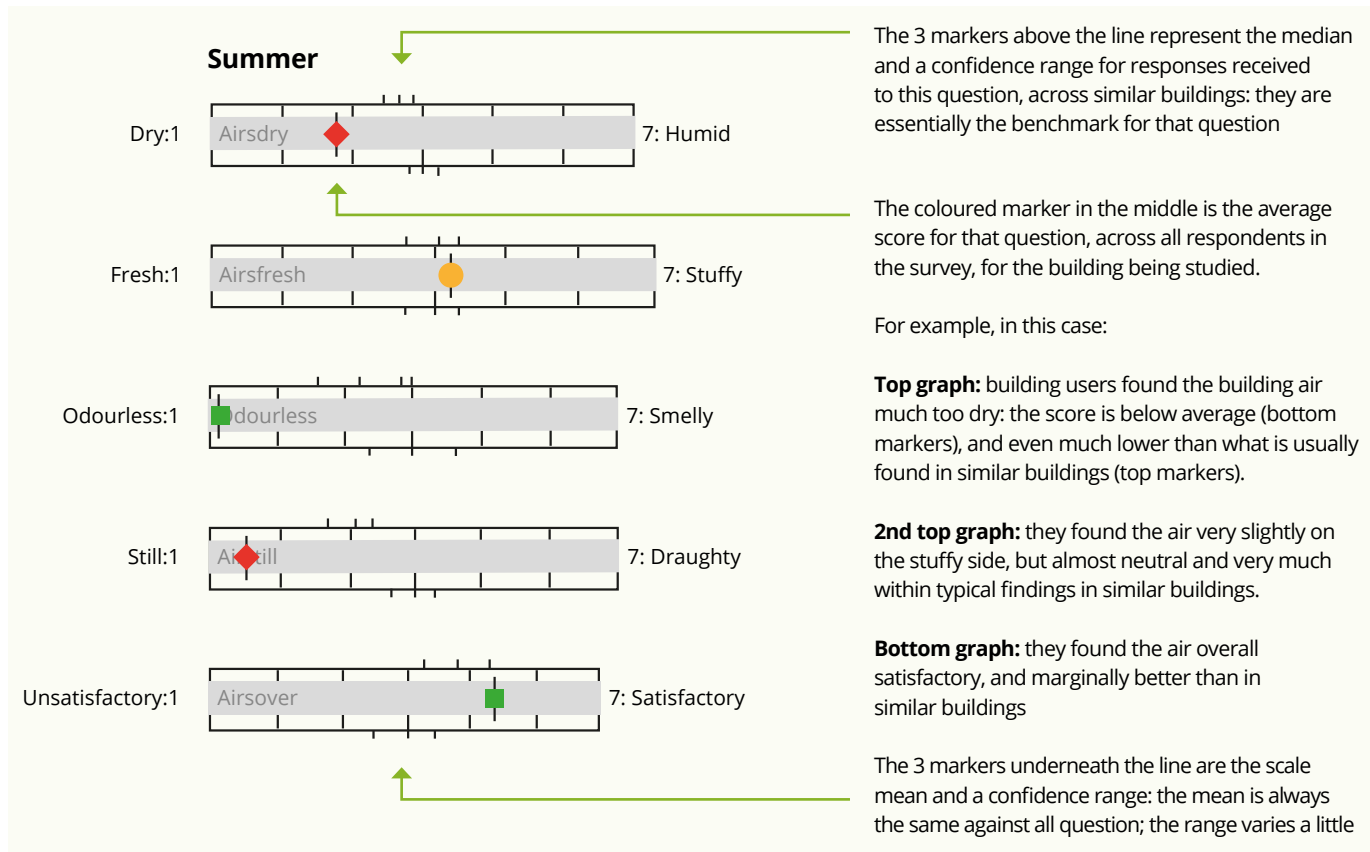 Summer
Dry:1
Airsdry
7: Humid
Fresh:1
Airsfresh
7: Stuffy
Odourless:1
Odourless
7: Smelly
Still:1
Airstill
7: Draughty
Unsatisfactory:1
Airsover
7: Satisfactory
The 3 markers above the line represent the median
and a confidence range for responses received
to this question, across similar buildings: they are
essentially the benchmark for that question
The coloured marker in the middle is the average
score for that question, across all respondents in
the survey, for the building being studied.
For example, in this case:
Top graph: building users found the building air
much too dry: the score is below average (bottom
markers), and even much lower than what is usually
found in similar buildings (top markers).
2nd top graph: they found the air very slightly on
the stuffy side, but almost neutral and very much
within typical findings in similar buildings.
Bottom graph: they found the air overall
satisfactory, and marginally better than in
similar buildings
The 3 markers underneath the line are the scale
mean and a confidence range: the mean is always
the same against all question; the range varies a little